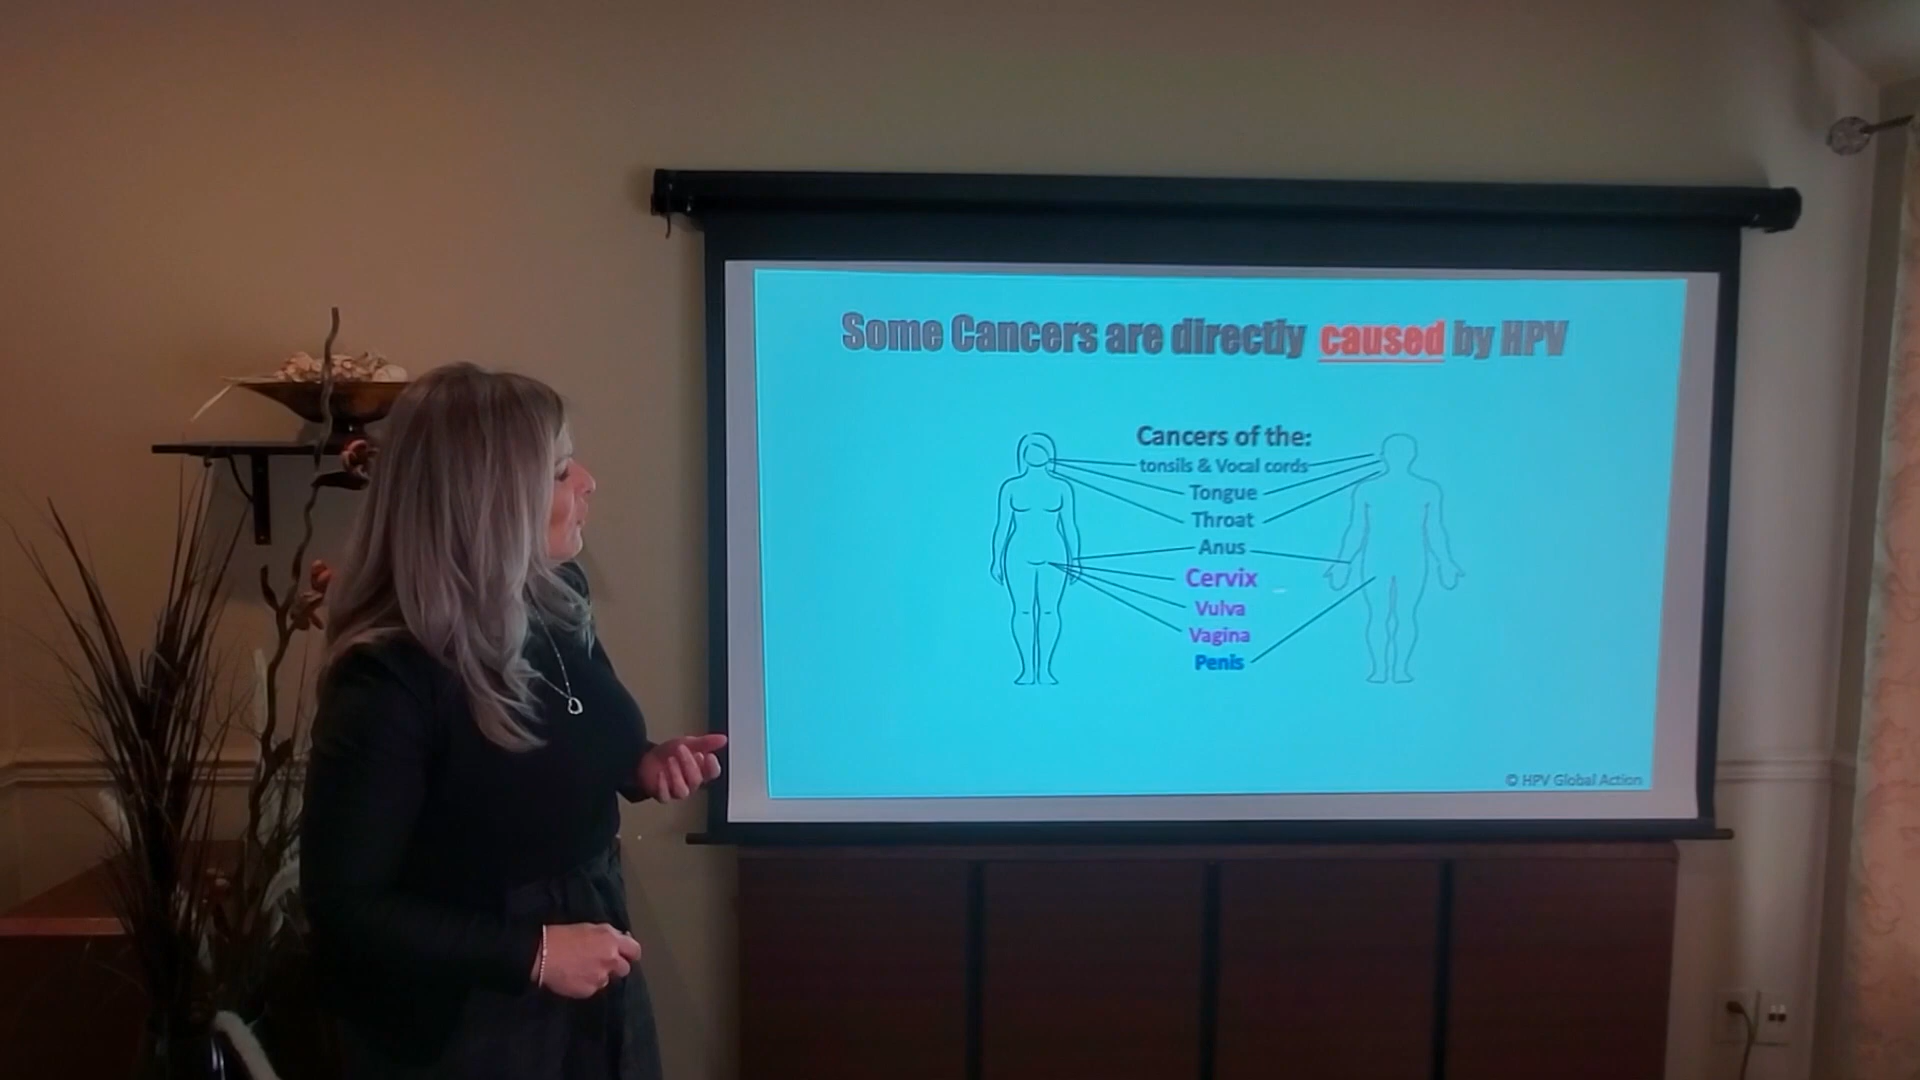 Some Cancers are directly caused by HPV
Cancers of the:
tonsils & Vocal cords
Tongue
Throat
Anus
Cervix
Vulva
Vagina
Penis
© HPV Global Action